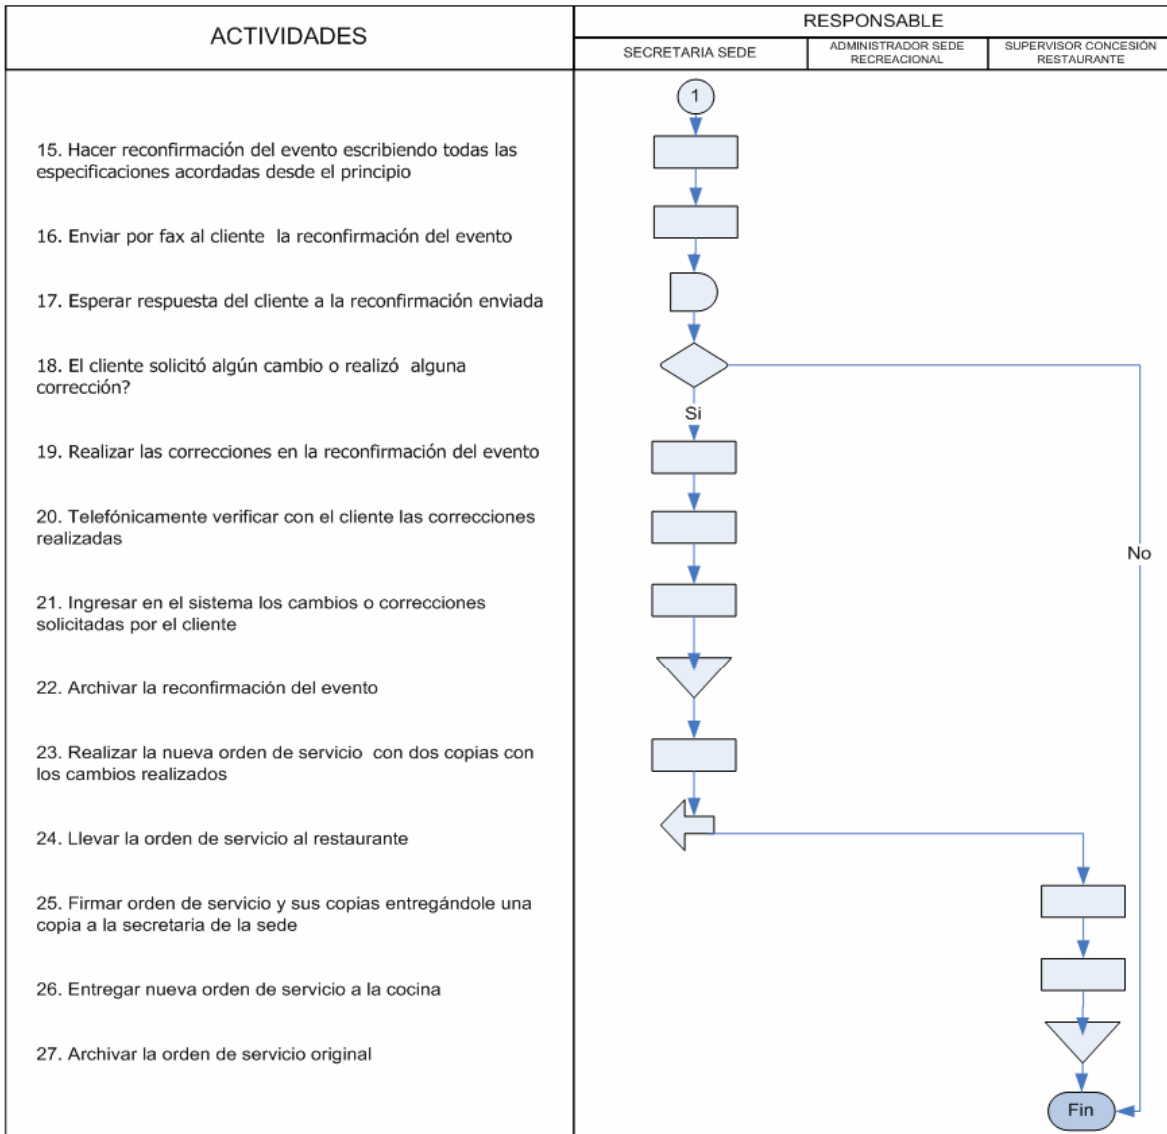 ACTIVIDADES
RESPONSABLE
SECRETARIA SEDE
ADMINISTRADOR SEDE
RECREACIONAL
SUPERVISOR CONCESIÓN
RESTAURANTE
1
15. Hacer reconfirmación del evento escribiendo todas las
especificaciones acordadas desde el principio
16. Enviar por fax al cliente la reconfirmación del evento
17. Esperar respuesta del cliente a la reconfirmación enviada
18. El cliente solicitó algún cambio o realizó alguna
corrección?
Si
19. Realizar las correcciones en la reconfirmación del evento
20. Telefónicamente verificar con el cliente las correcciones
realizadas
No
21. Ingresar en el sistema los cambios o correcciones
solicitadas por el cliente
22. Archivar la reconfirmación del evento
23. Realizar la nueva orden de servicio con dos copias con
los cambios realizados
24. Llevar la orden de servicio al restaurante
25. Firmar orden de servicio y sus copias entregándole una
copia a la secretaria de la sede
26. Entregar nueva orden de servicio a la cocina
27. Archivar la orden de servicio original
Fin